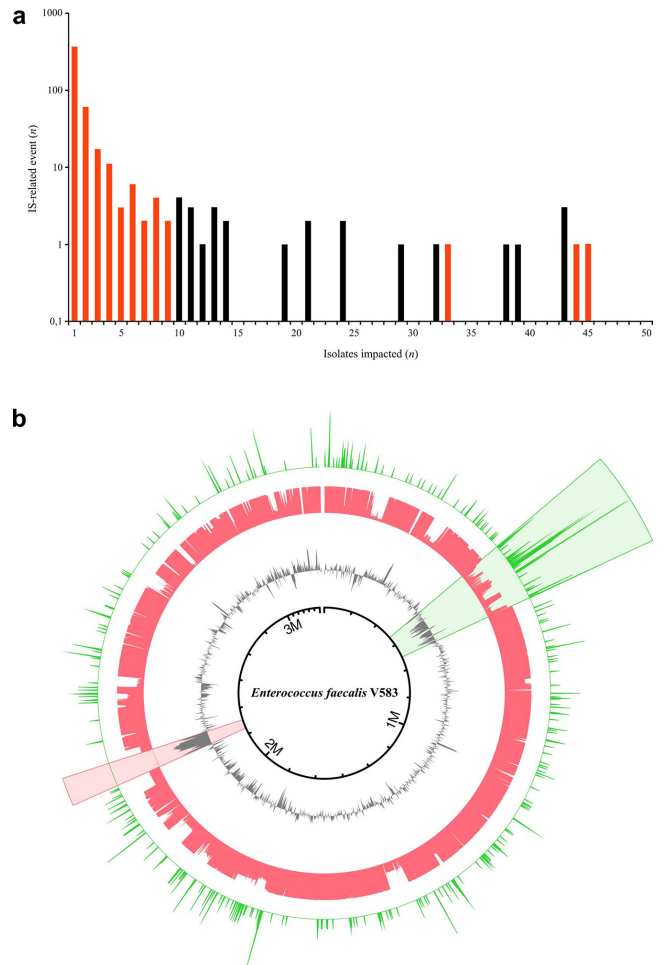 a
1000
100
10
1
0,1
IS-related event (n)
1 5 10 15 20 25 30 35 40 45 50
Isolates impacted (n)
b
3M
Enterococcus faecalis V583
1M
2M